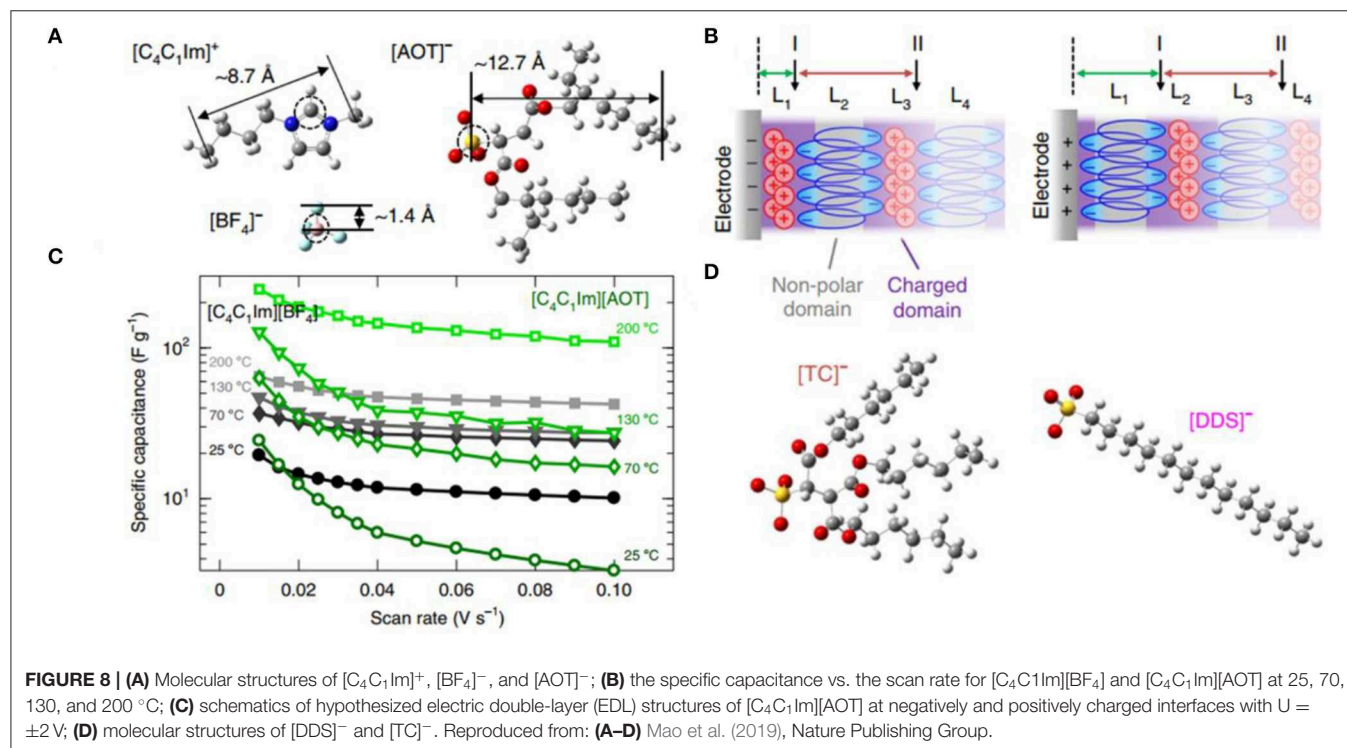 A
[C₄C₁Im]⁺
~8.7 Å
[AOT]⁻
~12.7 Å
[BF₄]⁻
~1.4 Å
B
I II
L₁ L₂ L₃ L₄
Electrode
− − − −
+ + + + + + + +
− − − − − − − −
I II
L₁ L₂ L₃ L₄
Electrode
+ + + +
Non-polar domain
Charged domain
C
Specific capacitance (F g⁻¹)
10²
10¹
[C₄C₁Im][BF₄]
[C₄C₁Im][AOT]
200 °C
200 °C
130 °C
130 °C
70 °C
70 °C
25 °C
25 °C
0 0.02 0.04 0.06 0.08 0.10
Scan rate (V s⁻¹)
D
[TC]⁻
[DDS]⁻
FIGURE 8 | (A) Molecular structures of [C₄C₁Im]+, [BF₄]−, and [AOT]−; (B) the specific capacitance vs. the scan rate for [C₄C1Im][BF₄] and [C₄C₁Im][AOT] at 25, 70,
130, and 200 °C; (C) schematics of hypothesized electric double-layer (EDL) structures of [C₄C₁Im][AOT] at negatively and positively charged interfaces with U =
±2 V; (D) molecular structures of [DDS]− and [TC]−. Reproduced from: (A–D) Mao et al. (2019), Nature Publishing Group.